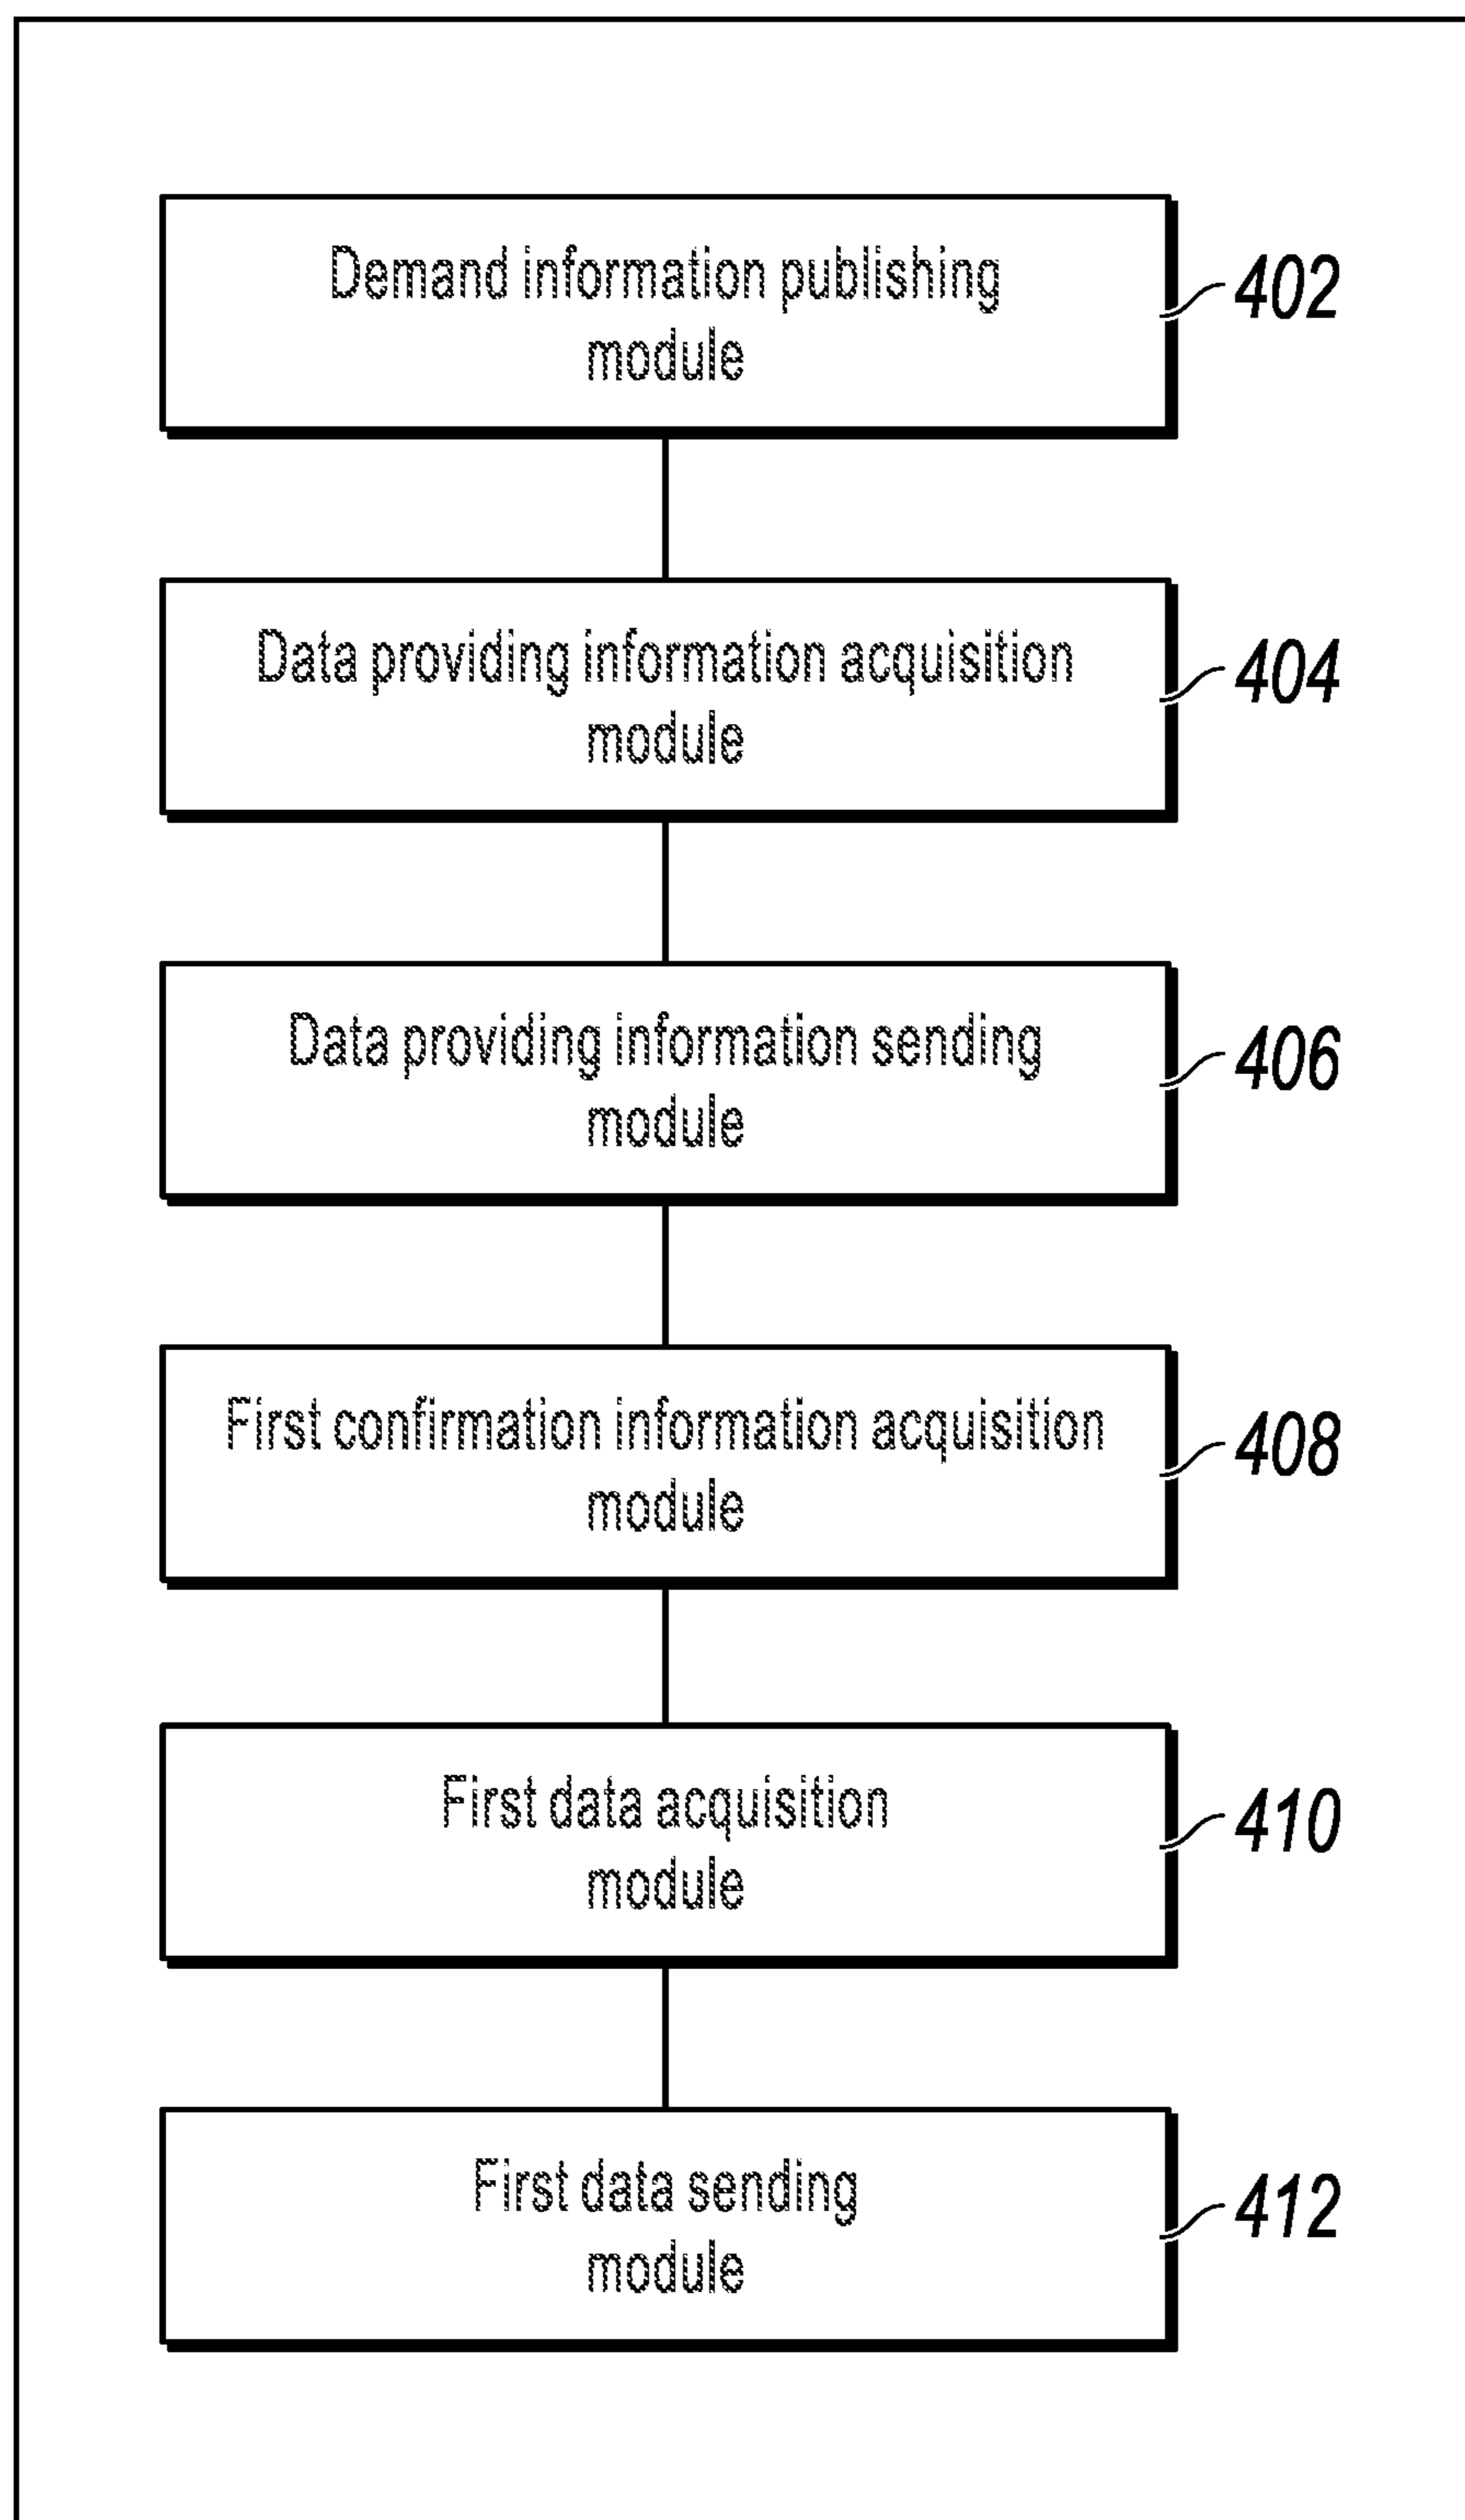 Demand information publishing
module
402
Data providing information acquisition
module
404
Data providing information sending
module
406
First confirmation information acquisition
module
408
First data acquisition
module
410
First data sending
module
412